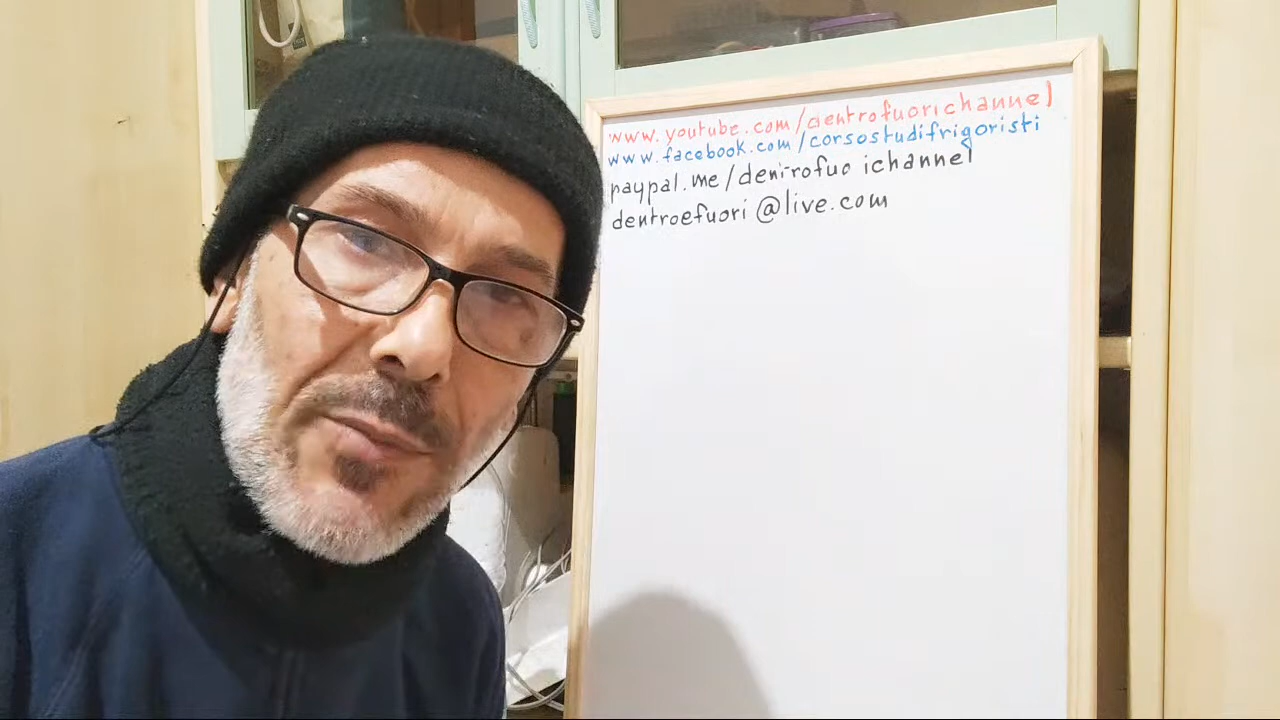 www.youtube.com/dentrofuorichannel
www.facebook.com/corsostudifrigoristi
paypal.me/dentrofuo ichannel
dentroefuori@live.com